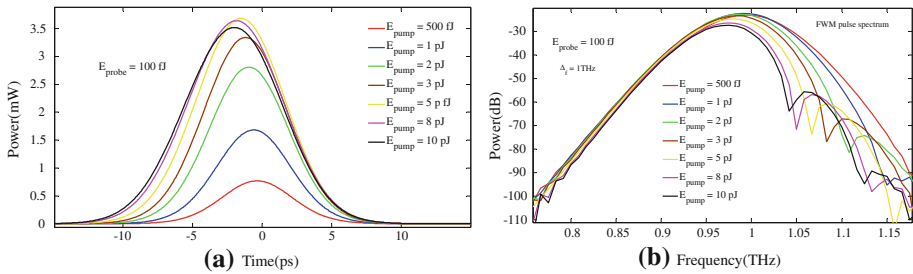 Power(mW)
3.5
3
2.5
2
1.5
1
0.5
0
-10
-5
0
5
10
E_probe = 100 fJ
E_pump = 500 fJ
E_pump = 1 pJ
E_pump = 2 pJ
E_pump = 3 pJ
E_pump = 5 p fJ
E_pump = 8 pJ
E_pump = 10 pJ
(a) Time(ps)
Power(dB)
-30
-40
-50
-60
-70
-80
-90
-100
-110
0.8
0.85
0.9
0.95
1
1.05
1.1
1.15
FWM pulse spectrum
E_probe = 100 fJ
Δ_f = 1THz
E_pump = 500 fJ
E_pump = 1 pJ
E_pump = 2 pJ
E_pump = 3 pJ
E_pump = 5 pJ
E_pump = 8 pJ
E_pump = 10 pJ
(b) Frequency(THz)